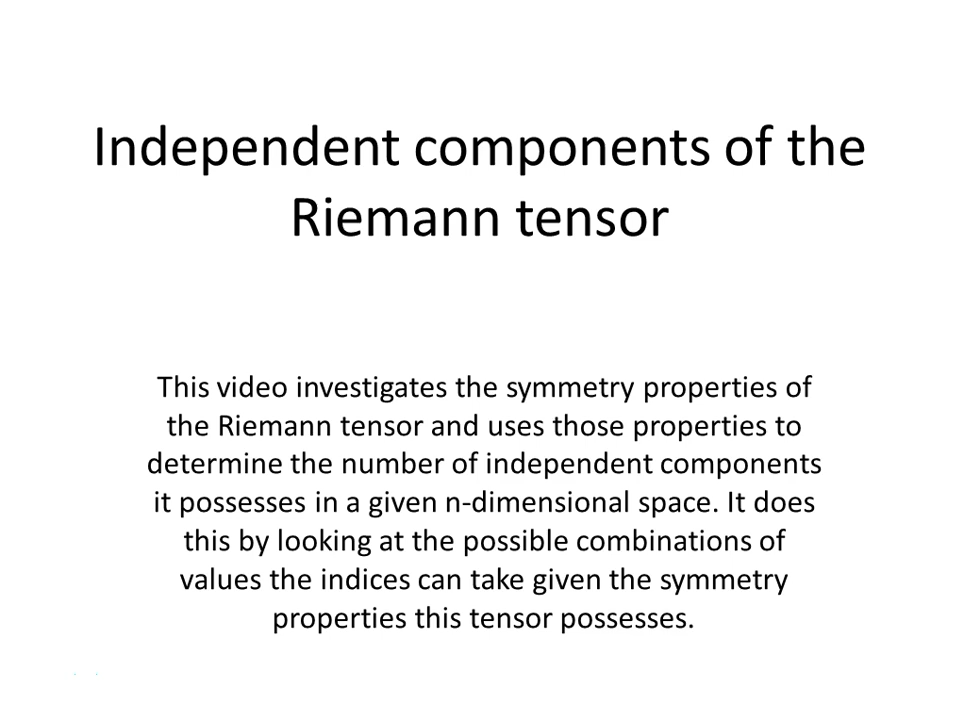 Independent components of the
Riemann tensor
This video investigates the symmetry properties of
the Riemann tensor and uses those properties to
determine the number of independent components
it possesses in a given n-dimensional space. It does
this by looking at the possible combinations of
values the indices can take given the symmetry
properties this tensor possesses.